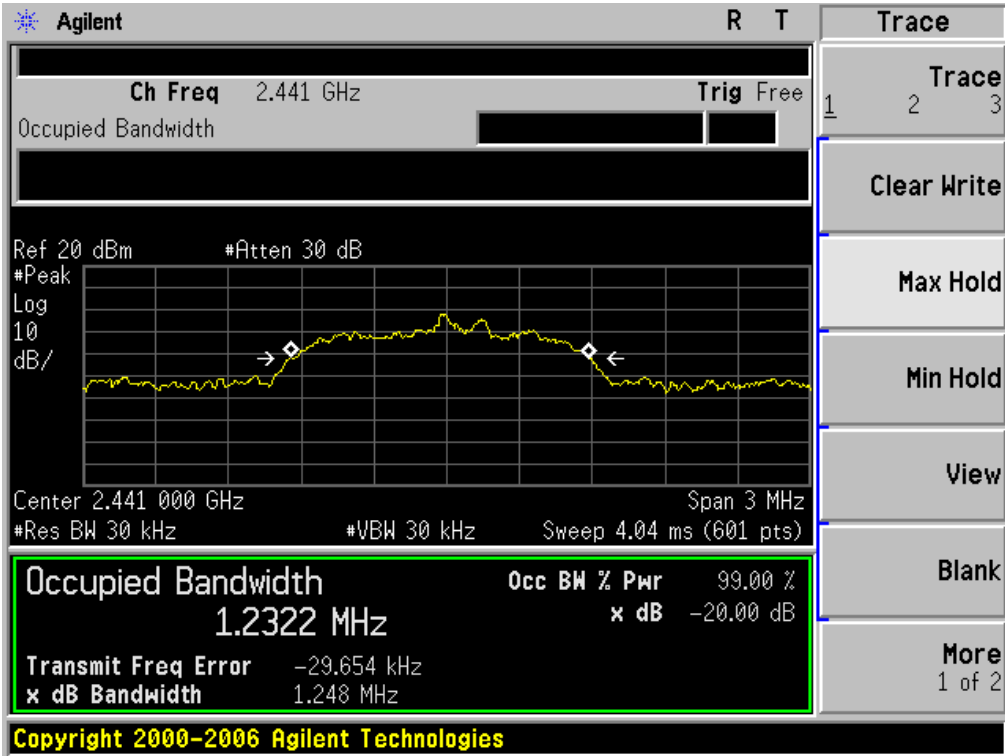 Agilent R T Trace
Ch Freq 2.441 GHz Trig Free
Occupied Bandwidth
Trace
1 2 3
Clear Write
Max Hold
Min Hold
View
Blank
More
1 of 2
Ref 20 dBm #Atten 30 dB
#Peak
Log
10
dB/
Center 2.441 000 GHz Span 3 MHz
#Res BW 30 kHz #VBW 30 kHz Sweep 4.04 ms (601 pts)
Occupied Bandwidth Occ BW % Pwr 99.00 %
1.2322 MHz x dB -20.00 dB
Transmit Freq Error -29.654 kHz
x dB Bandwidth 1.248 MHz
Copyright 2000-2006 Agilent Technologies